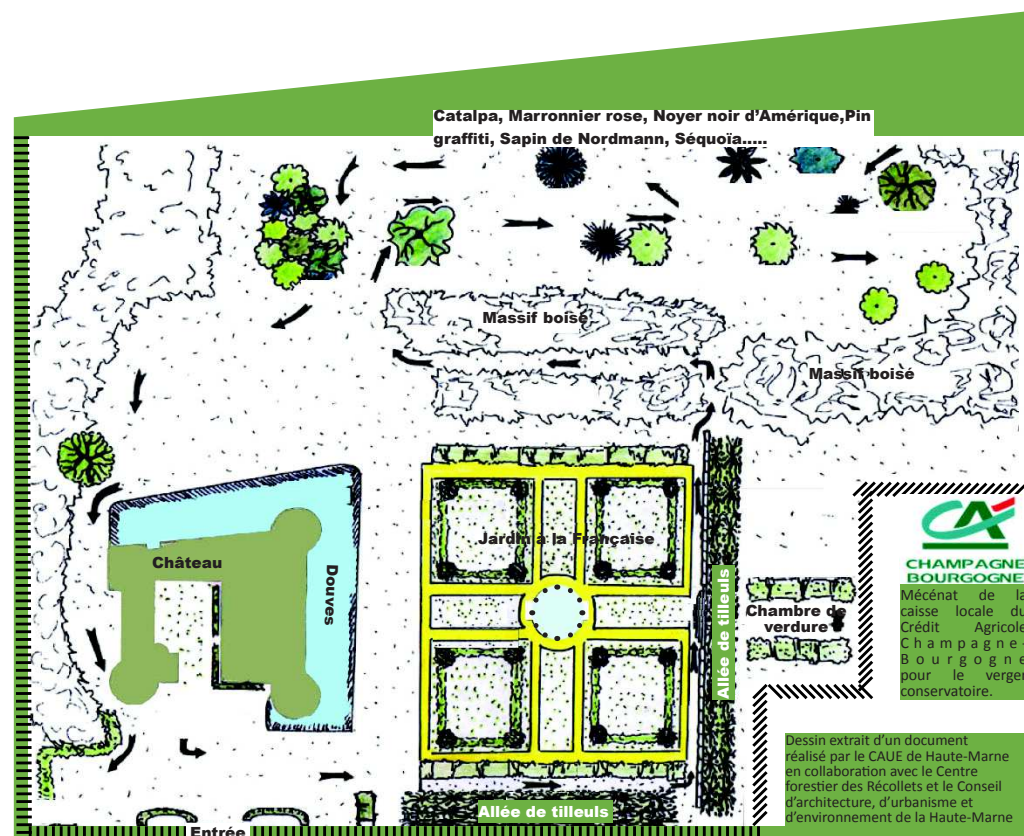 Catalpa, Marronnier rose, Noyer noir d'Amérique,Pin
graffiti, Sapin de Nordmann, Séquoïa.....
Massif boisé
Massif boisé
Jardin à la Française
Château
Douves
Allée de tilleuls
Chambre de
verdure
CA
CHAMPAGNE
BOURGOGNE
Mécénat de la
caisse locale du
Crédit Agricole
Champagne-
Bourgogne
pour le verger
conservatoire.
Dessin extrait d'un document
réalisé par le CAUE de Haute-Marne
en collaboration avec le Centre
forestier des Récollets et le Conseil
d'architecture, d'urbanisme et
d'environnement de la Haute-Marne
Allée de tilleuls
Entrée